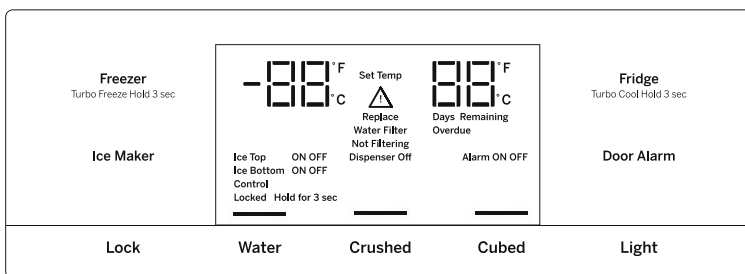 Freezer
Turbo Freeze Hold 3 sec
Ice Maker
-88 °F
°C
Set Temp
Replace
Water Filter
Not Filtering
Dispenser Off
88 °F
°C
Days Remaining
Overdue
Ice Top ON OFF
Ice Bottom ON OFF
Control
Locked Hold for 3 sec
Alarm ON OFF
Fridge
Turbo Cool Hold 3 sec
Door Alarm
Lock Water Crushed Cubed Light